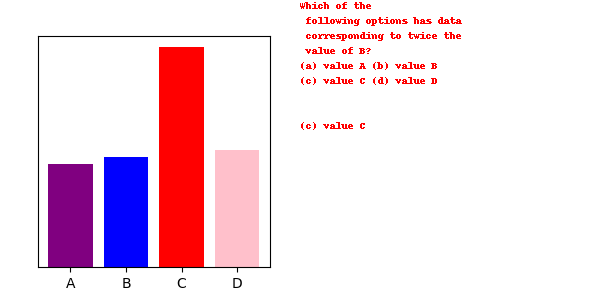 Which of the
following options has data
corresponding to twice the
value of B?
(a) value A (b) value B
(c) value C (d) value D
(c) value C
A B C D